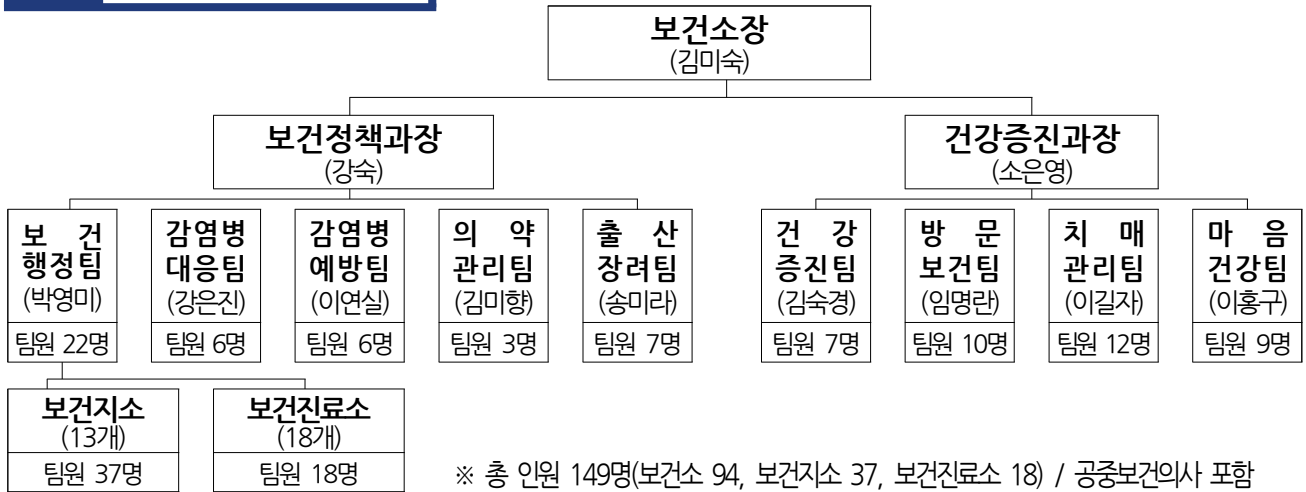 보건소장
(김미숙)
보건정책과장
(강숙)
건강증진과장
(소은영)
보 건
행정팀
(박영미)
팀원 22명
감염병
대응팀
(강은진)
팀원 6명
감염병
예방팀
(이연실)
팀원 6명
의 약
관리팀
(김미향)
팀원 3명
출 산
장려팀
(송미라)
팀원 7명
건 강
증진팀
(김숙경)
팀원 7명
방 문
보건팀
(임명란)
팀원 10명
치 매
관리팀
(이길자)
팀원 12명
마 음
건강팀
(이홍구)
팀원 9명
보건지소
(13개)
팀원 37명
보건진료소
(18개)
팀원 18명
※ 총 인원 149명(보건소 94, 보건지소 37, 보건진료소 18) / 공중보건의사 포함